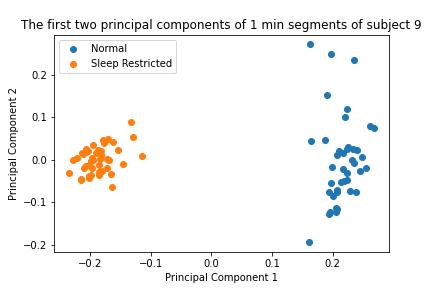 The first two principal components of 1 min segments of subject 9
Normal
Sleep Restricted
Principal Component 2
0.2
0.1
0.0
−0.1
−0.2
−0.2 −0.1 0.0 0.1 0.2
Principal Component 1